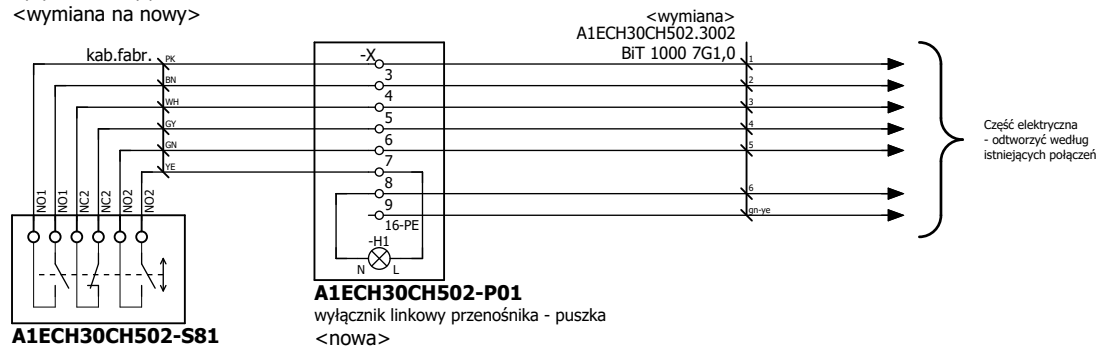 <wymiana na nowy>
kab.fabr.
PK
BN
WH
GY
GN
YE
NO1
NO1
NC2
NC2
NO2
NO2
A1ECH30CH502-S81
-X
3
4
5
6
7
8
9
16-PE
-H1
N
L
A1ECH30CH502-P01
wyłącznik linkowy przenośnika - puszka
<nowa>
<wymiana>
A1ECH30CH502.3002
BiT 1000 7G1,0
1
2
3
4
5
6
gn-ye
Część elektryczna
- odtworzyć według
istniejących połączeń